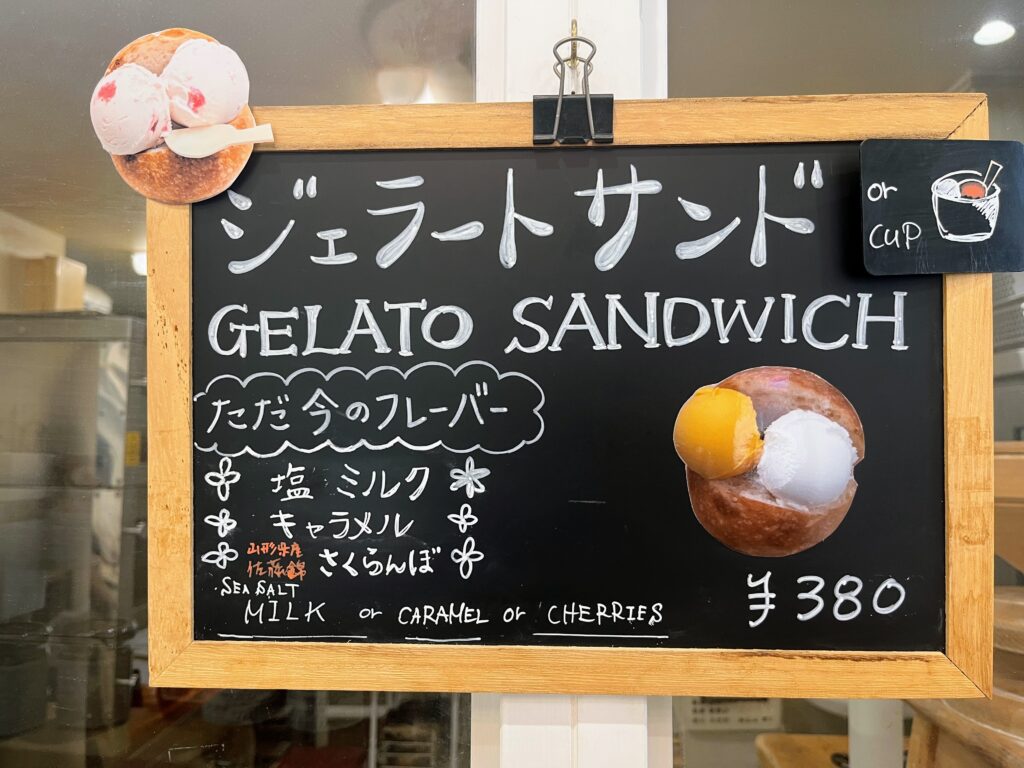 ジェラートサンド
or
CUP
GELATO SANDWICH
ただ今のフレーバー
塩 ミルク
キャラメル
山形県産
佐藤錦 さくらんぼ
SEA SALT
MILK or CARAMEL or CHERRIES
¥380